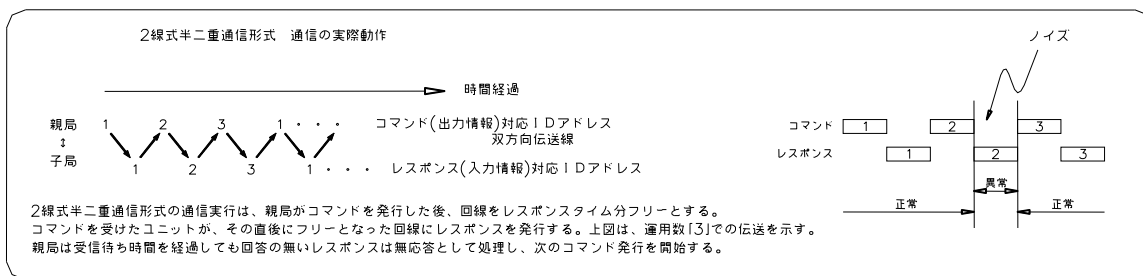 2線式半二重通信形式 通信の実際動作
ノイズ
時間経過
親局 1 2 3 1・・・ コマンド(出力情報)対応IDアドレス
↕ 双方向伝送線
子局 1 2 3 1・・・ レスポンス(入力情報)対応IDアドレス
コマンド 1 2 3
レスポンス 1 2 3
異常
正常 正常
2線式半二重通信形式の通信実行は、親局がコマンドを発行した後、回線をレスポンスタイム分フリーとする。
コマンドを受けたユニットが、その直後にフリーとなった回線にレスポンスを発行する。上図は、運用数「3」での伝送を示す。
親局は受信待ち時間を経過しても回答の無いレスポンスは無応答として処理し、次のコマンド発行を開始する。